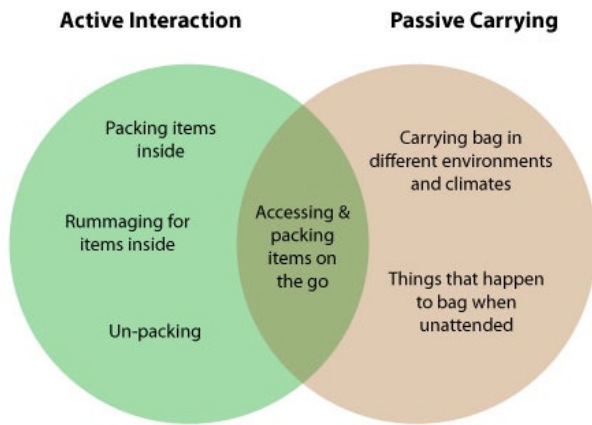 Active Interaction
Passive Carrying
Packing items
inside
Rummaging for
items inside
Un-packing
Accessing &
packing
items on
the go
Carrying bag in
different environments
and climates
Things that happen
to bag when
unattended